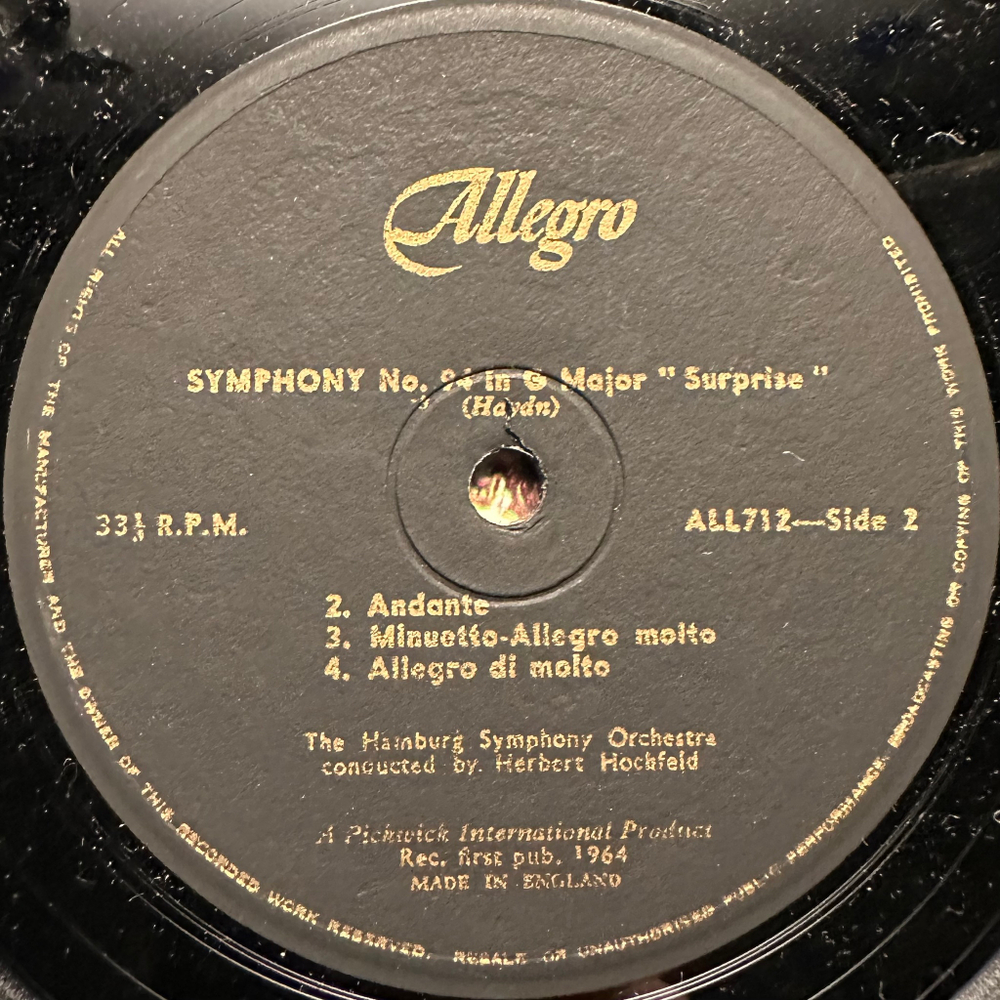 Allegro
SYMPHONY No. 94 in G Major "Surprise"
(Haydn)
33⅓ R.P.M.
ALL712—Side 2
2. Andante
3. Minuetto-Allegro molto
4. Allegro di molto
The Hamburg Symphony Orchestra
conducted by Herbert Hochfeld
A Pickwick International Product
Rec. first pub. 1964
MADE IN ENGLAND
ALL RIGHTS OF THE MANUFACTURER AND THE OWNER OF THIS RECORDED WORK RESERVED. RESALE OR UNAUTHORISED PUBLIC PERFORMANCE BROADCASTING OR COPYING OF THIS WORK PROHIBITED